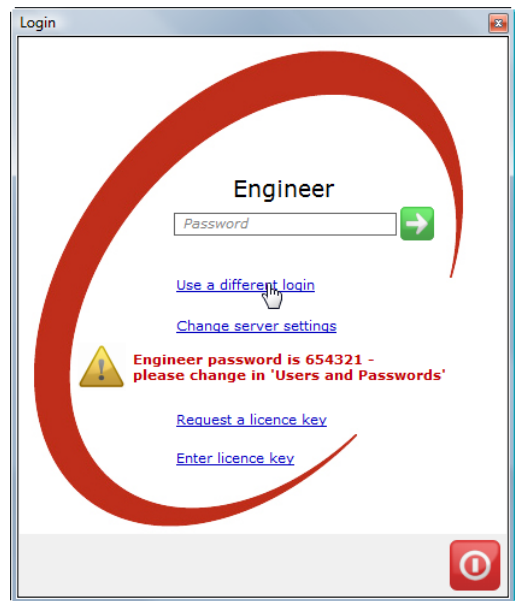 Login
Engineer
Password
Use a different login
Change server settings
Engineer password is 654321 -
please change in 'Users and Passwords'
Request a licence key
Enter licence key